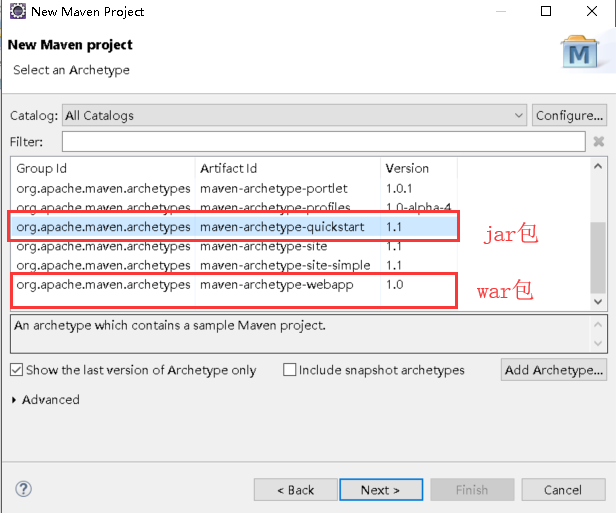 New Maven Project
New Maven project
Select an Archetype
Catalog: All Catalogs Configure...
Filter:
Group Id Artifact Id Version
org.apache.maven.archetypes maven-archetype-portlet 1.0.1
org.apache.maven.archetypes maven-archetype-profiles 1.0-alpha-4
org.apache.maven.archetypes maven-archetype-quickstart 1.1
jar包
org.apache.maven.archetypes maven-archetype-site 1.1
org.apache.maven.archetypes maven-archetype-site-simple 1.1
org.apache.maven.archetypes maven-archetype-webapp 1.0
war包
An archetype which contains a sample Maven project.
Show the last version of Archetype only Include snapshot archetypes Add Archetype...
Advanced
? < Back Next > Finish Cancel